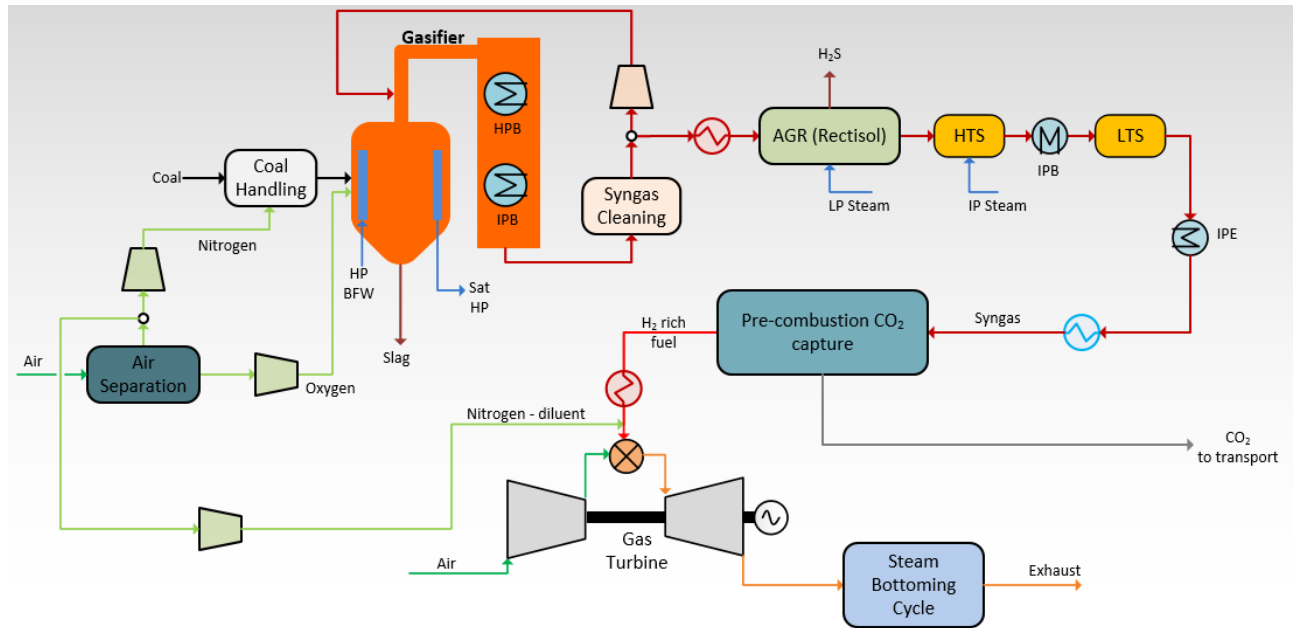 Gasifier
H₂S
HPB
AGR (Rectisol)
HTS
LTS
IPB
Coal
Coal
Handling
Syngas
Cleaning
LP Steam
IP Steam
IPB
IPE
Nitrogen
HP
BFW
Sat
HP
H₂ rich
fuel
Pre-combustion CO₂
capture
Syngas
Slag
Air
Air
Separation
Oxygen
Nitrogen - diluent
CO₂
to transport
Gas
Turbine
Air
Steam
Bottoming
Cycle
Exhaust